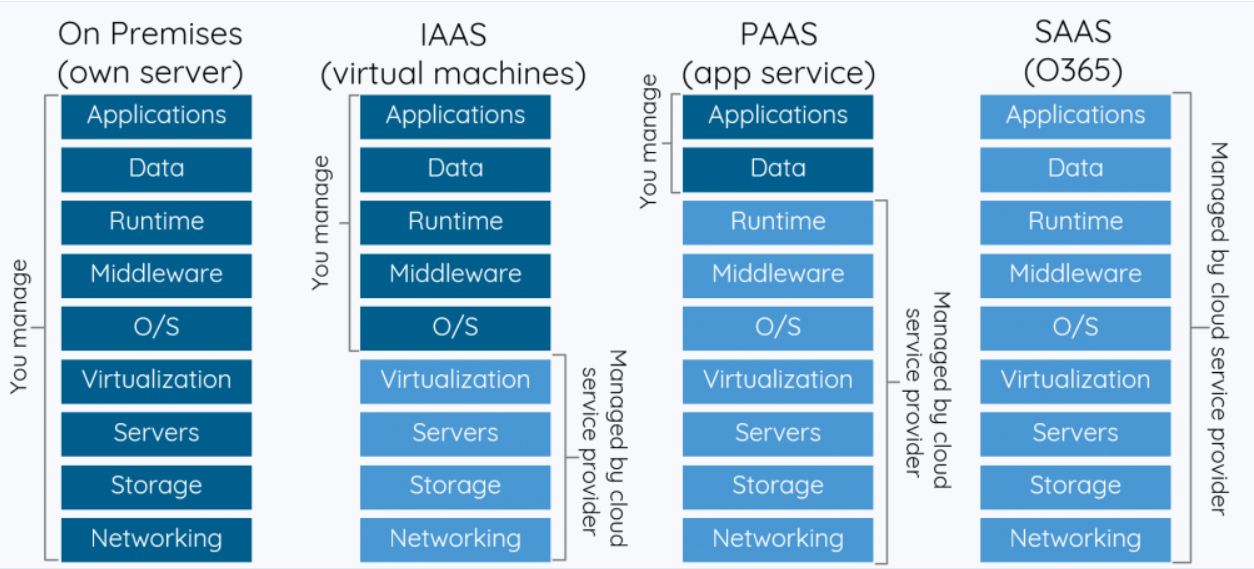 On Premises
(own server)
You manage
Applications
Data
Runtime
Middleware
O/S
Virtualization
Servers
Storage
Networking
IAAS
(virtual machines)
You manage
Applications
Data
Runtime
Middleware
O/S
Virtualization
Servers
Storage
Networking
Managed by cloud
service provider
PAAS
(app service)
You manage
Applications
Data
Runtime
Middleware
O/S
Virtualization
Servers
Storage
Networking
Managed by cloud
service provider
SAAS
(O365)
Applications
Data
Runtime
Middleware
O/S
Virtualization
Servers
Storage
Networking
Managed by cloud service provider